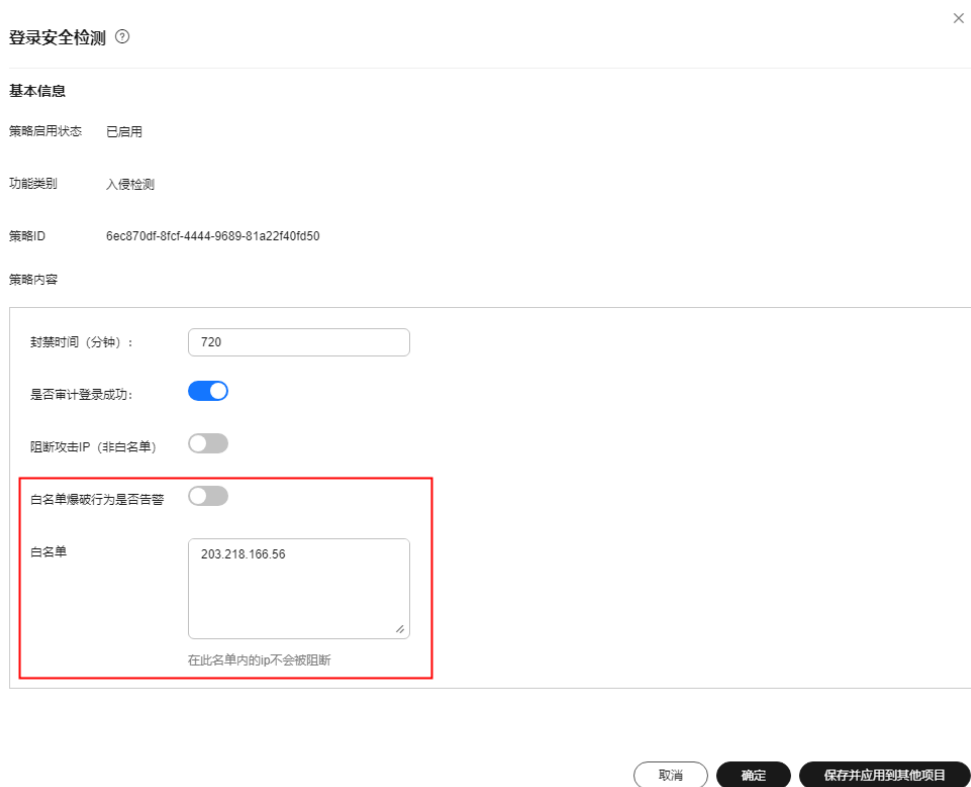 登录安全检测 ?
基本信息
策略启用状态 已启用
功能类别 入侵检测
策略ID 6ec870df-8fcf-4444-9689-81a22f40fd50
策略内容
封禁时间（分钟）: 720
是否审计登录成功:
阻断攻击IP（非白名单）
白名单爆破行为是否告警
白名单 203.218.166.56
在此名单内的ip不会被阻断
取消 确定 保存并应用到其他项目